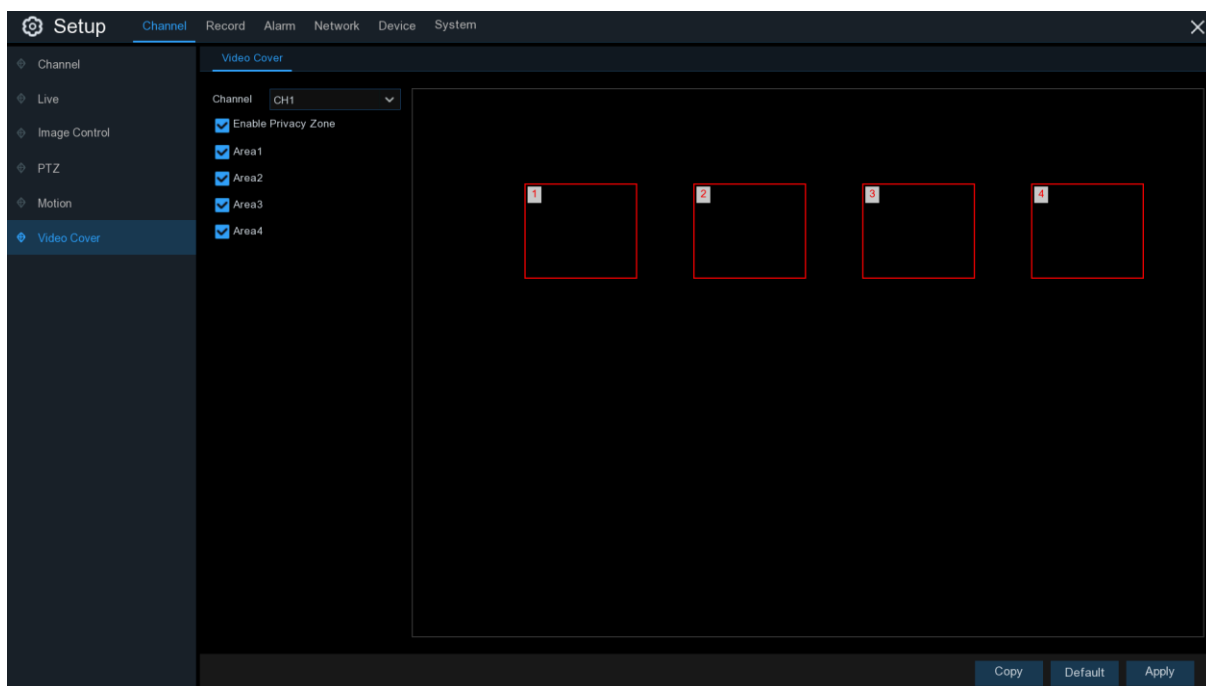 Setup Channel Record Alarm Network Device System
Channel
Live
Image Control
PTZ
Motion
Video Cover
Video Cover
Channel CH1
Enable Privacy Zone
Area1
Area2
Area3
Area4
1 2 3 4
Copy Default Apply